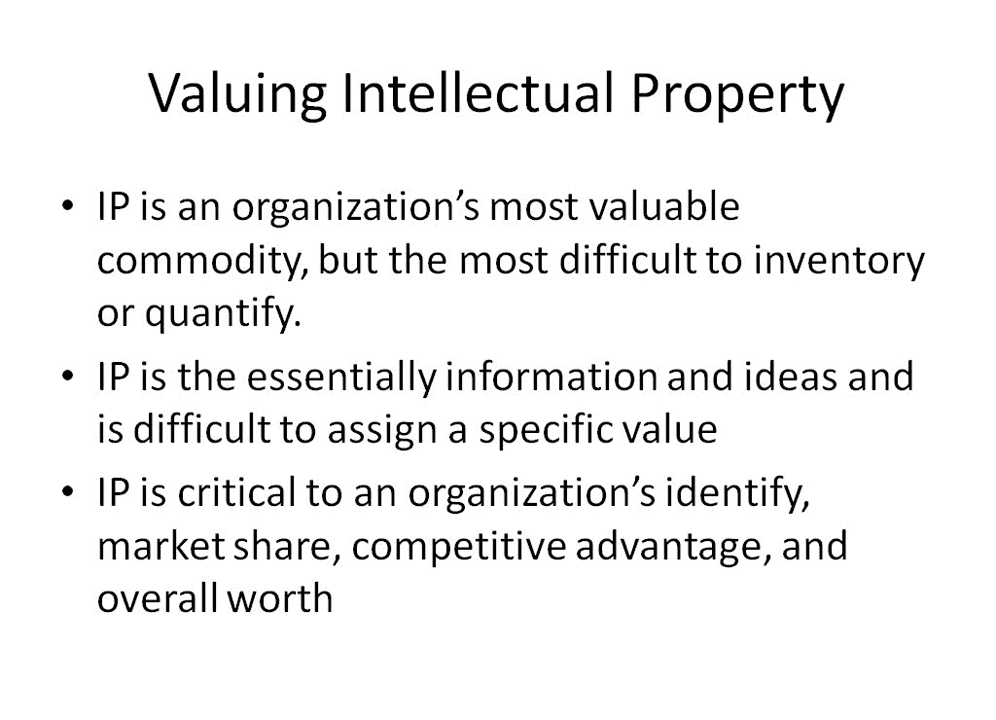 Valuing Intellectual Property
• IP is an organization’s most valuable
commodity, but the most difficult to inventory
or quantify.
• IP is the essentially information and ideas and
is difficult to assign a specific value
• IP is critical to an organization’s identify,
market share, competitive advantage, and
overall worth